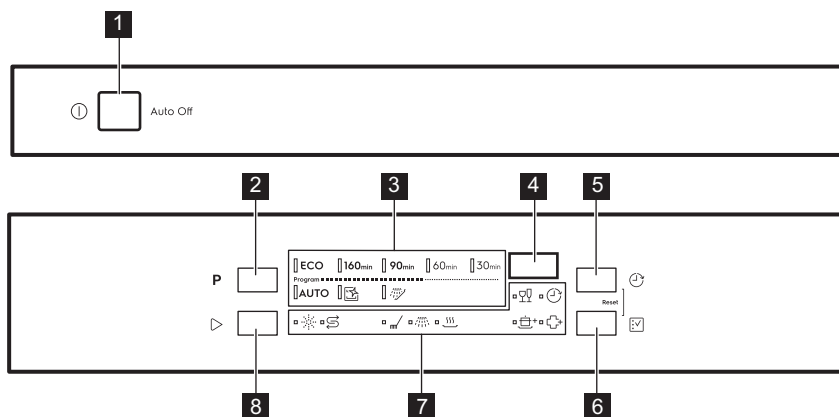 1
Auto Off
2 3 4 5
P ECO 160min 90min 60min 30min
Program
AUTO
Reset
8 7 6